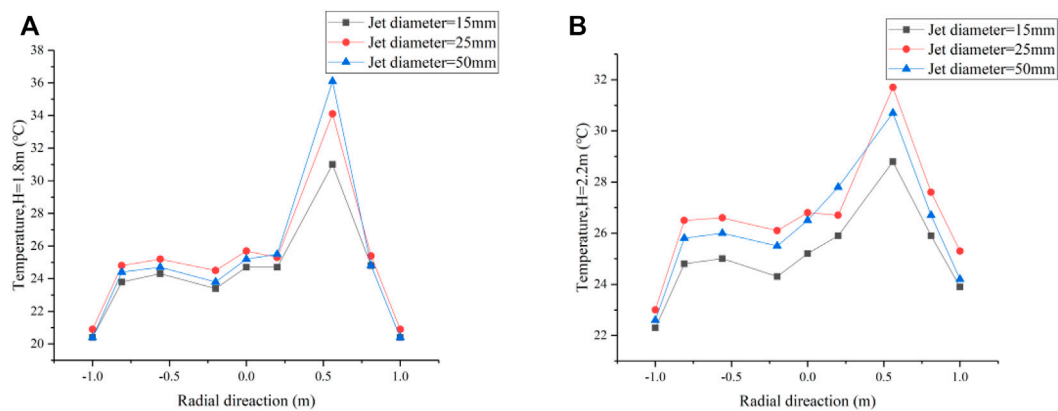 A
Jet diameter=15mm
Jet diameter=25mm
Jet diameter=50mm
38
36
34
32
30
28
26
24
22
20
Temperature,H=1.8m (℃)
-1.0 -0.5 0.0 0.5 1.0
Radial direaction (m)
B
Jet diameter=15mm
Jet diameter=25mm
Jet diameter=50mm
32
30
28
26
24
22
Temperature,H=2.2m (℃)
-1.0 -0.5 0.0 0.5 1.0
Radial direaction (m)